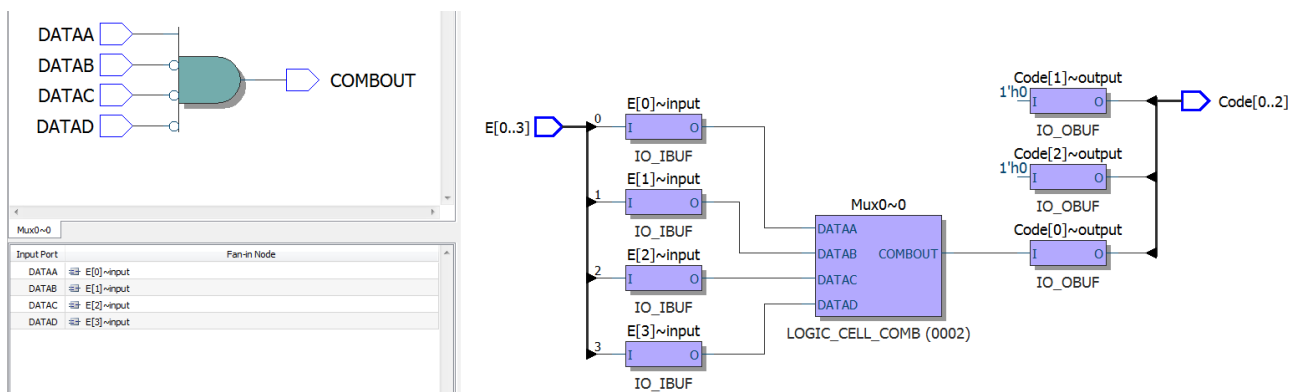 DATAA
DATAB
DATAC
DATAD
COMBOUT
Mux0~0
Input Port Fan-in Node
DATAA E[0]~input
DATAB E[1]~input
DATAC E[2]~input
DATAD E[3]~input
E[0..3]
0
E[0]~input
I O
IO_IBUF
1
E[1]~input
I O
IO_IBUF
2
E[2]~input
I O
IO_IBUF
3
E[3]~input
I O
IO_IBUF
Mux0~0
DATAA
DATAB COMBOUT
DATAC
DATAD
LOGIC_CELL_COMB (0002)
Code[1]~output
1'h0 I O
IO_OBUF
Code[2]~output
1'h0 I O
IO_OBUF
Code[0]~output
I O
IO_OBUF
Code[0..2]